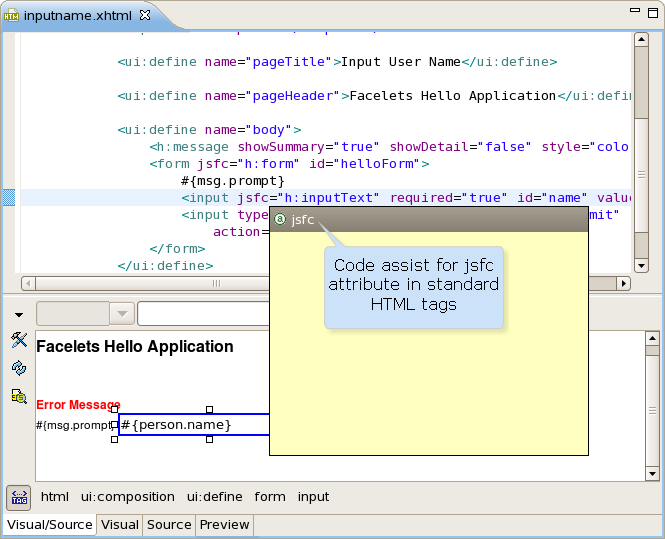 inputname.xhtml
<ui:define name="pageTitle">Input User Name</ui:define>
<ui:define name="pageHeader">Facelets Hello Application</ui:defin
<ui:define name="body">
<h:message showSummary="true" showDetail="false" style="colo
<form jsfc="h:form" id="helloForm">
#{msg.prompt}
<input jsfc="h:inputText" required="true" id="name" valu
<input typ mit"
action=
</form>
</ui:define>
jsfc
Code assist for jsfc
attribute in standard
HTML tags
Facelets Hello Application
Error Message
#{msg.prompt
#{person.name}
html ui:composition ui:define form input
Visual/Source Visual Source Preview